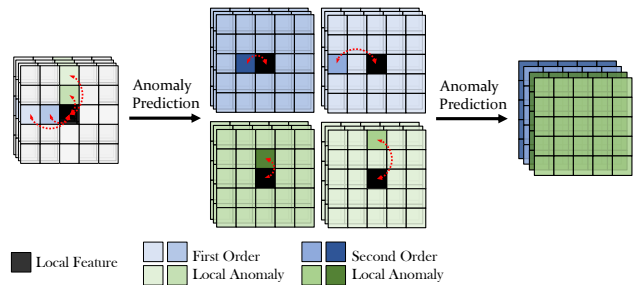 Anomaly
Prediction
Anomaly
Prediction
Local Feature
First Order
Local Anomaly
Second Order
Local Anomaly